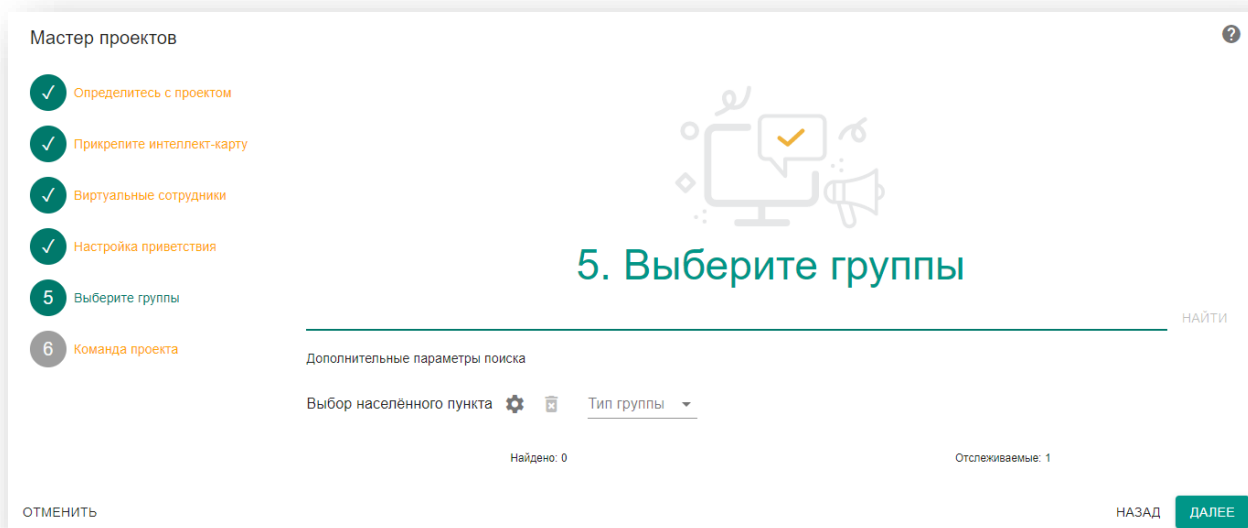 Мастер проектов
Определитесь с проектом
Прикрепите интеллект-карту
Виртуальные сотрудники
Настройка приветствия
5 Выберите группы
6 Команда проекта
5. Выберите группы
НАЙТИ
Дополнительные параметры поиска
Выбор населённого пункта Тип группы
Найдено: 0 Отслеживаемые: 1
ОТМЕНИТЬ НАЗАД ДАЛЕЕ